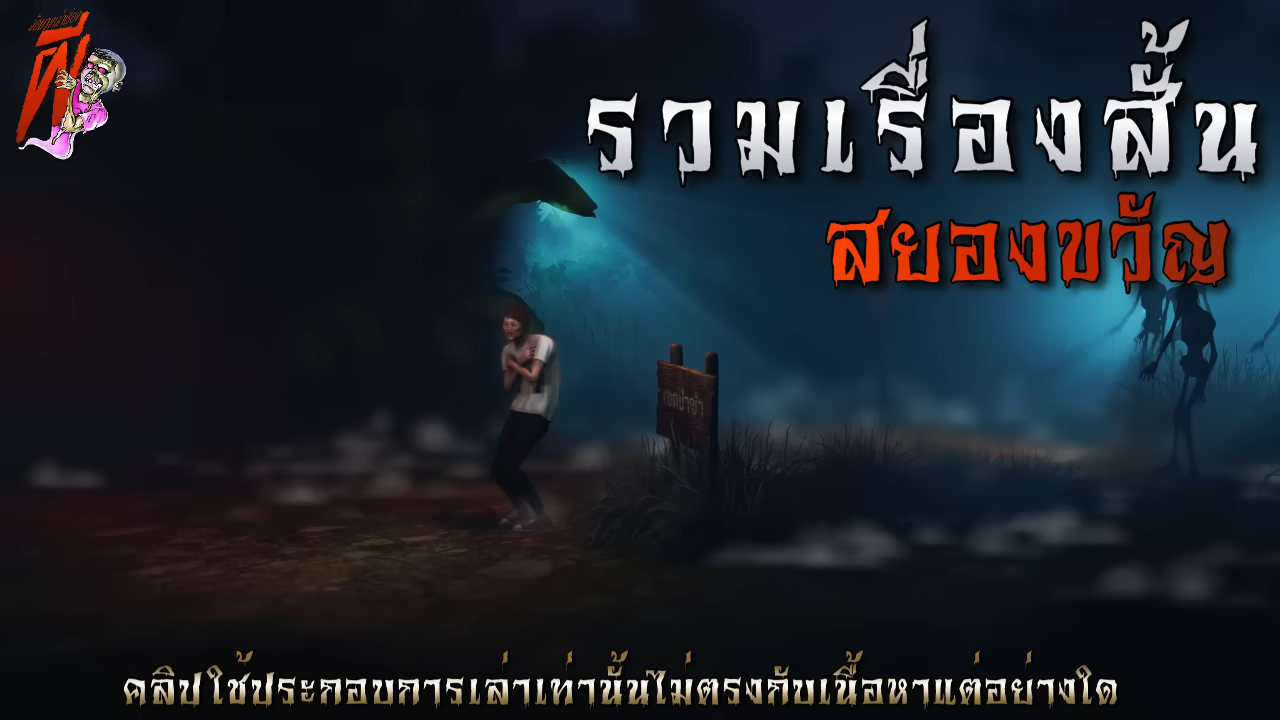 ผี
รวมเรื่องสั้น
สยองขวัญ
คลิปใช้ประกอบการเล่าเท่านั้นไม่ตรงกับเนื้อหาแต่อย่างใด